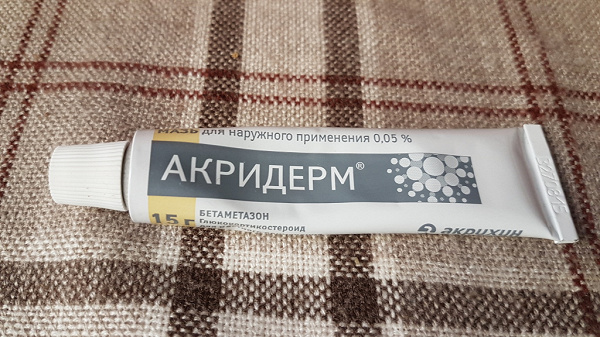 для наружного применения 0,05 %
АКРИДЕРМ®
БЕТАМЕТАЗОН
15 г Глюкокортикостероид
акрихин